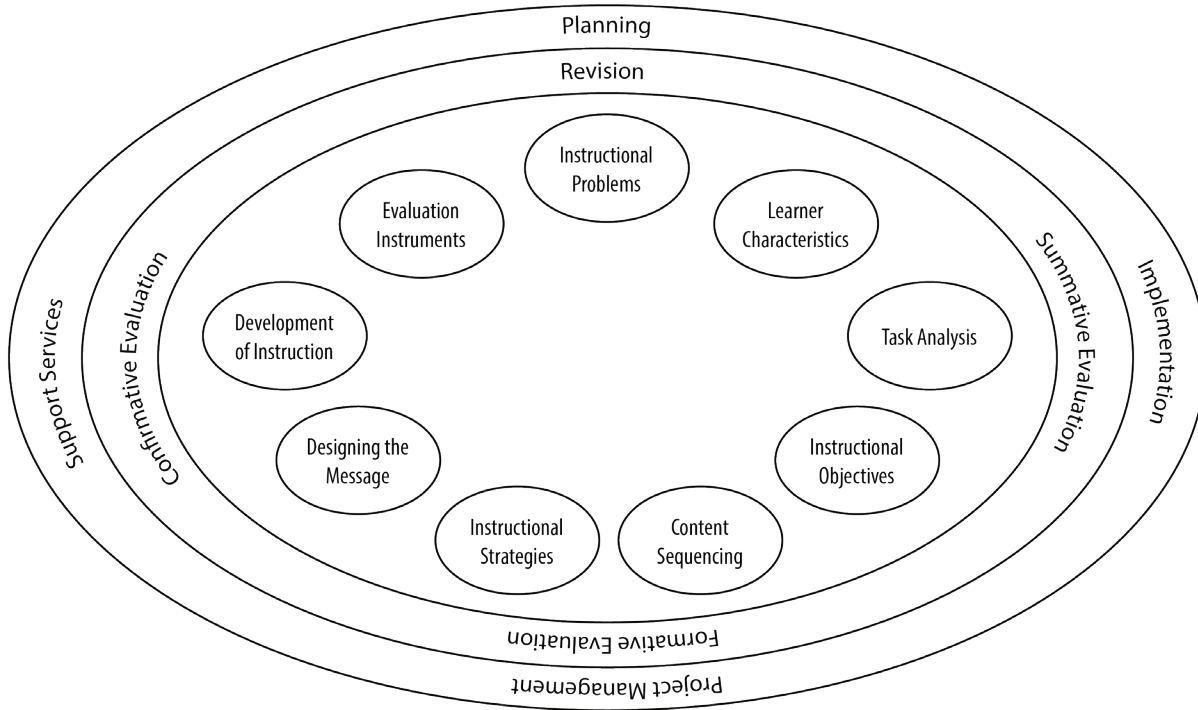 Planning
Revision
Instructional
Problems
Evaluation
Instruments
Learner
Characteristics
Development
of Instruction
Task Analysis
Designing the
Message
Instructional
Objectives
Instructional
Strategies
Content
Sequencing
Support Services
Confirmative Evaluation
Summative Evaluation
Implementation
Formative Evaluation
Project Management